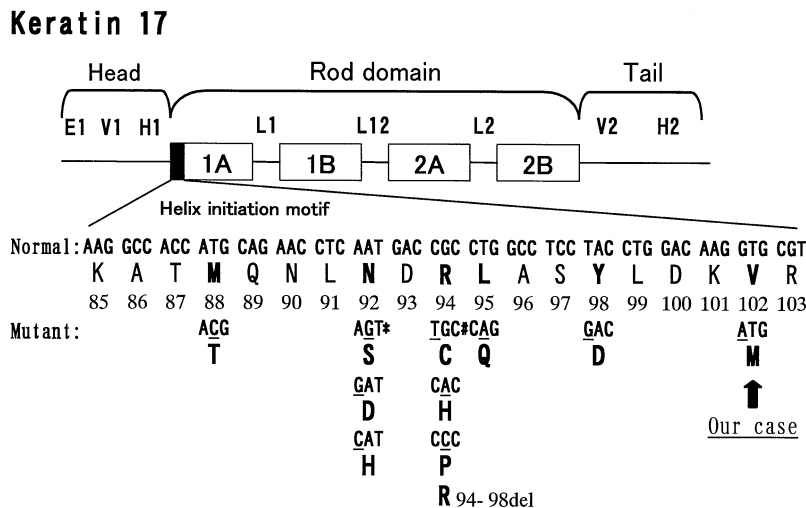 Keratin 17
Head Rod domain Tail
E1 V1 H1 L1 L12 L2 V2 H2
1A 1B 2A 2B
Helix initiation motif
Normal: AAG GCC ACC ATG CAG AAC CTC AAT GAC CGC CTG GCC TCC TAC CTG GAC AAG GTG CGT
K A T M Q N L N D R L A S Y L D K V R
85 86 87 88 89 90 91 92 93 94 95 96 97 98 99 100 101 102 103
Mutant: ACG AGT* TGC# CAG GAC ATG
T S C Q D M
GAT CAC
D H
CAT CCC
H P
R 94-98del
Our case